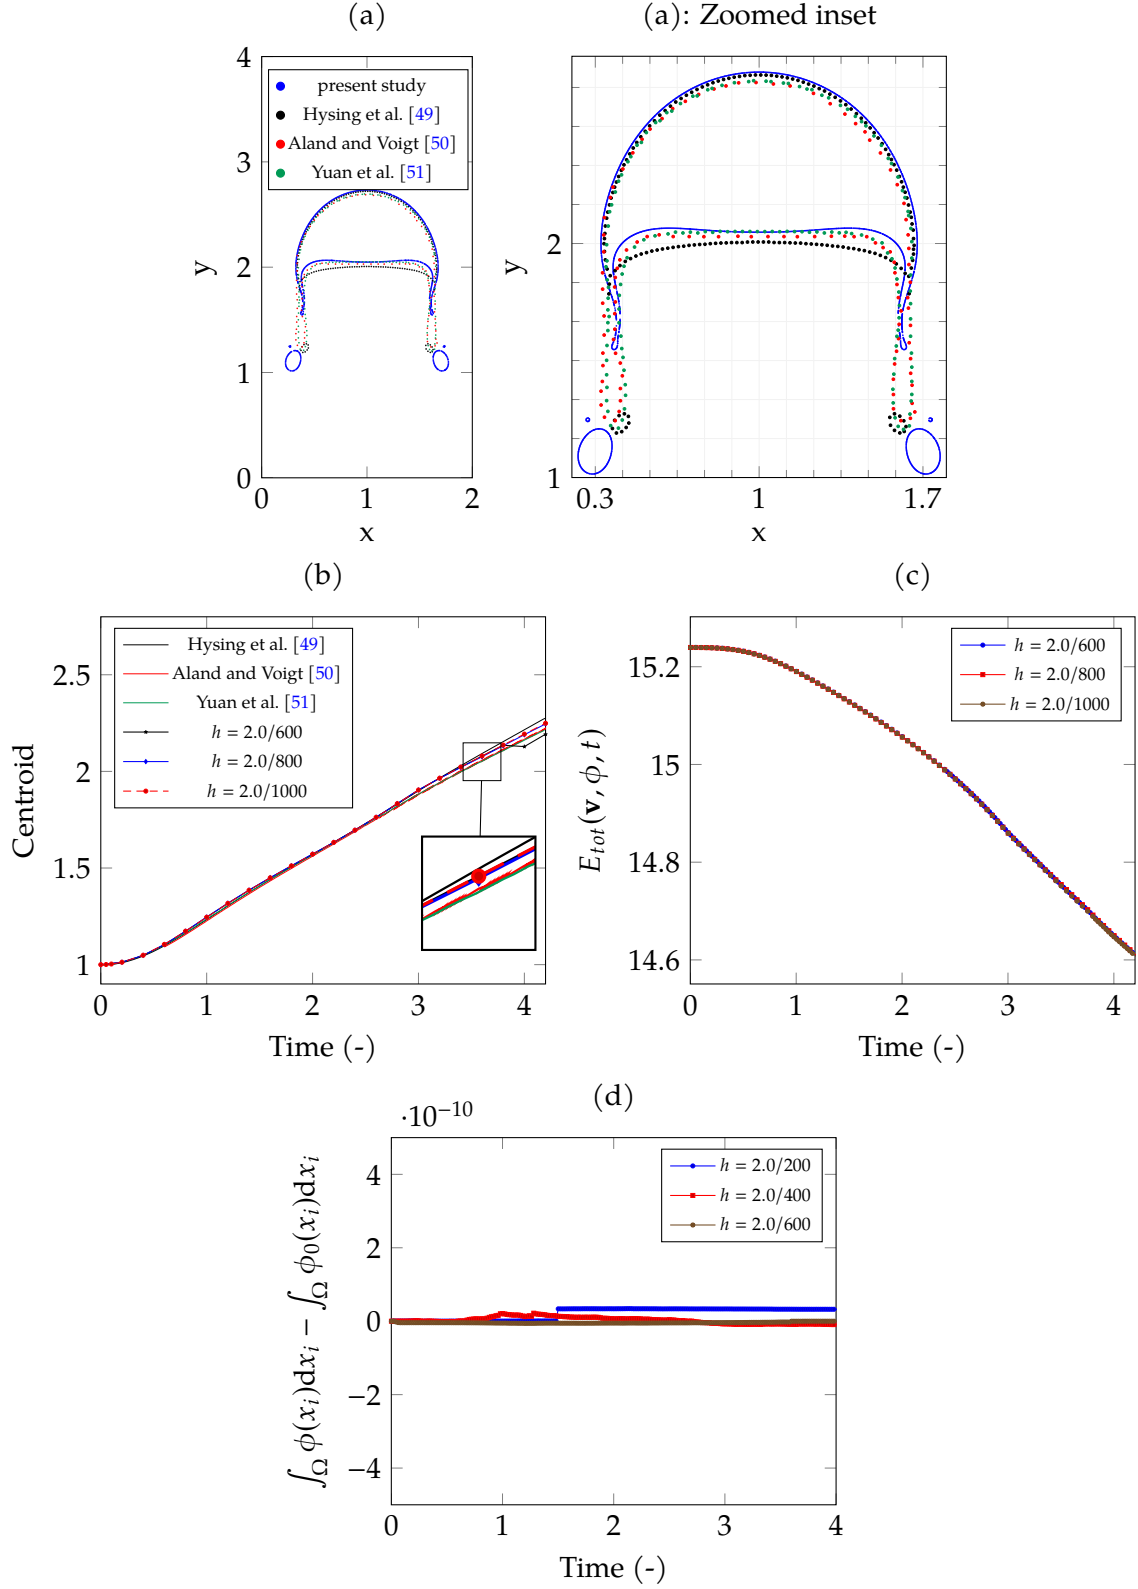 (a)
(a): Zoomed inset
4
3
2
1
0
y
present study
Hysing et al. [49]
Aland and Voigt [50]
Yuan et al. [51]
0
1
2
x
2
1
y
0.3
1
1.7
x
(b)
(c)
2.5
2
1.5
1
Centroid
Hysing et al. [49]
Aland and Voigt [50]
Yuan et al. [51]
h = 2.0/600
h = 2.0/800
h = 2.0/1000
0
1
2
3
4
Time (-)
15.2
15
14.8
14.6
E_{tot}(v, ϕ, t)
h = 2.0/600
h = 2.0/800
h = 2.0/1000
0
1
2
3
4
Time (-)
(d)
·10⁻¹⁰
4
2
0
−2
−4
∫_Ω ϕ(x_i)dx_i − ∫_Ω ϕ_0(x_i)dx_i
h = 2.0/200
h = 2.0/400
h = 2.0/600
0
1
2
3
4
Time (-)